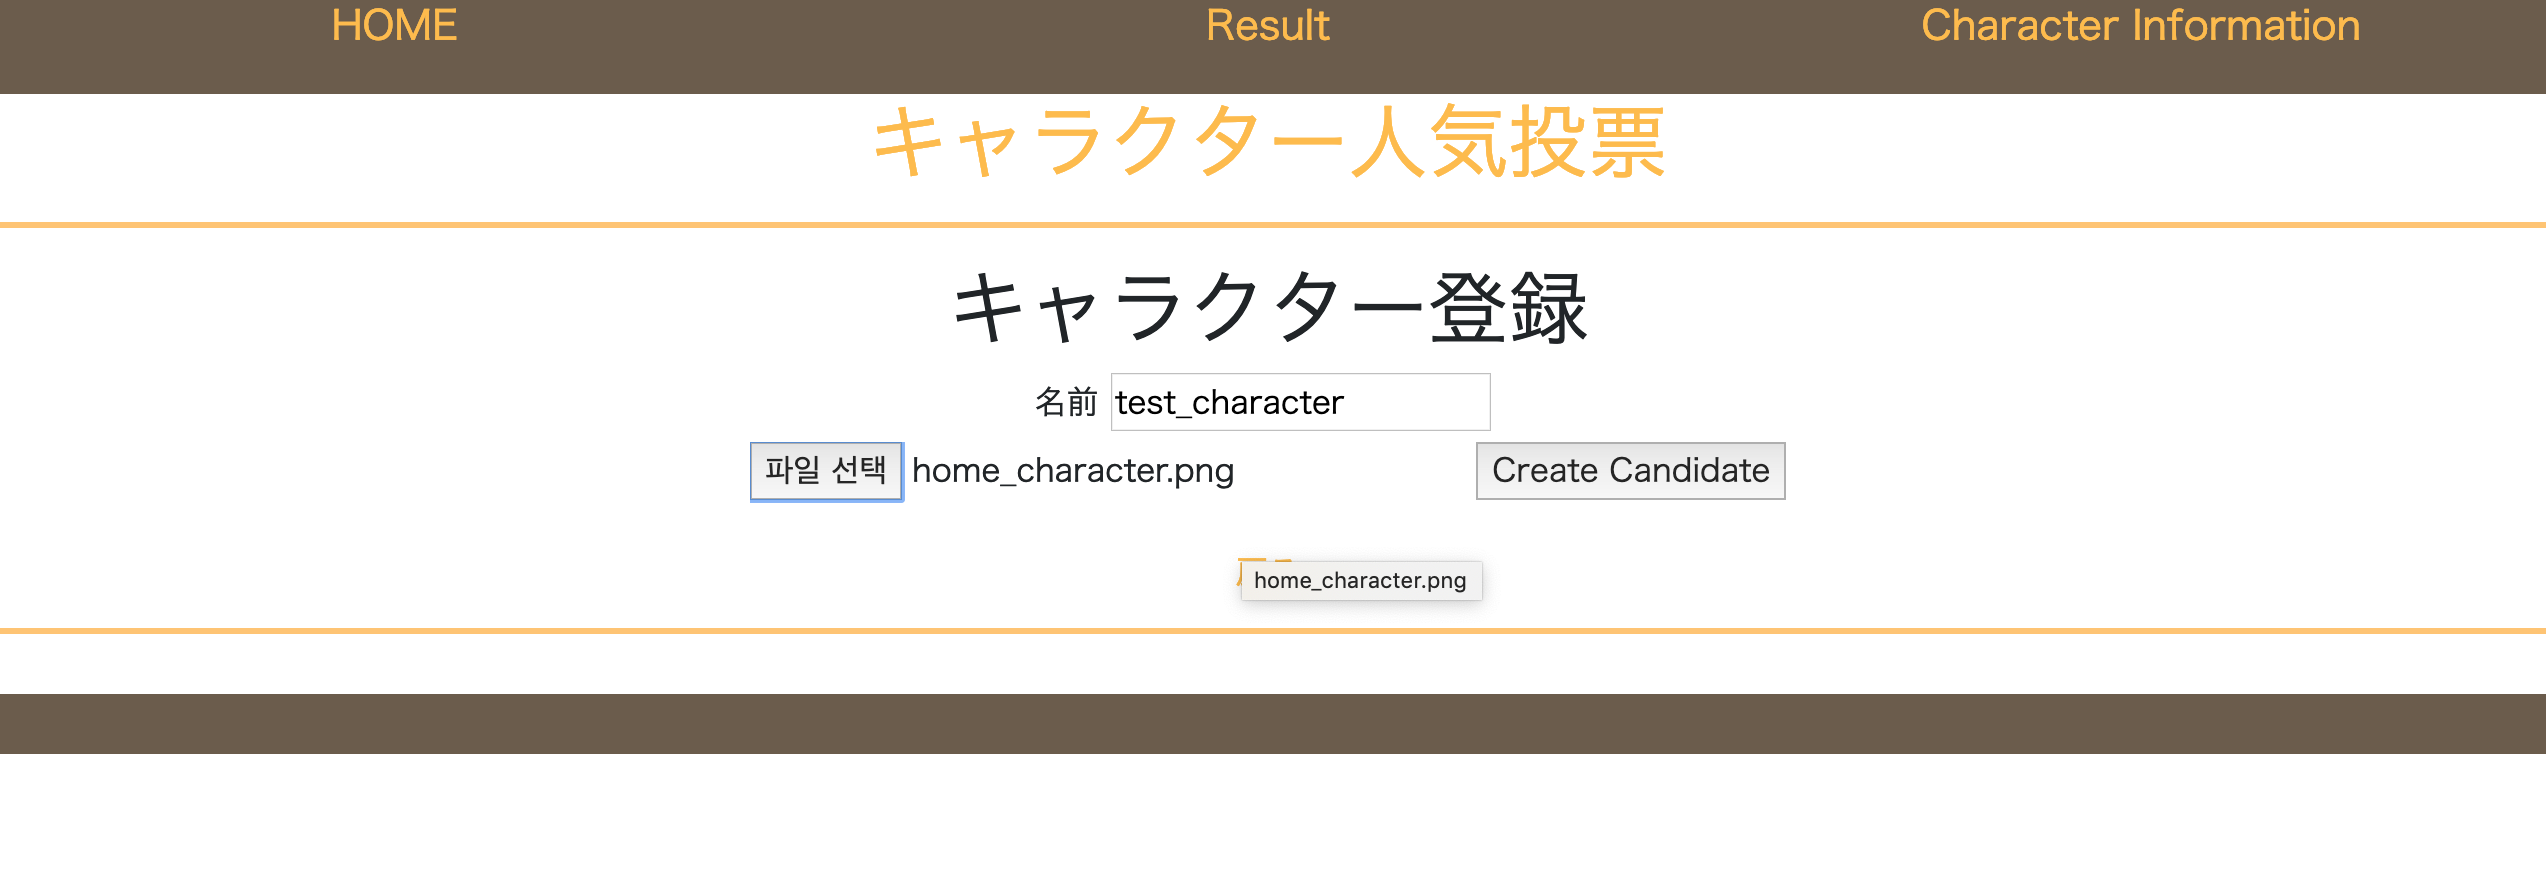 HOME Result Character Information
キャラクター人気投票
キャラクター登録
名前 test_character
파일 선택 home_character.png Create Candidate
home_character.png